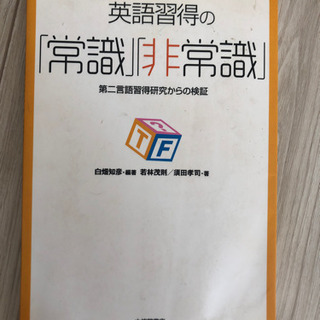 英語習得の
「常識」「非常識」
第二言語習得研究からの検証
C
T F
白畑知彦・編著 若林茂則/須田孝司・著